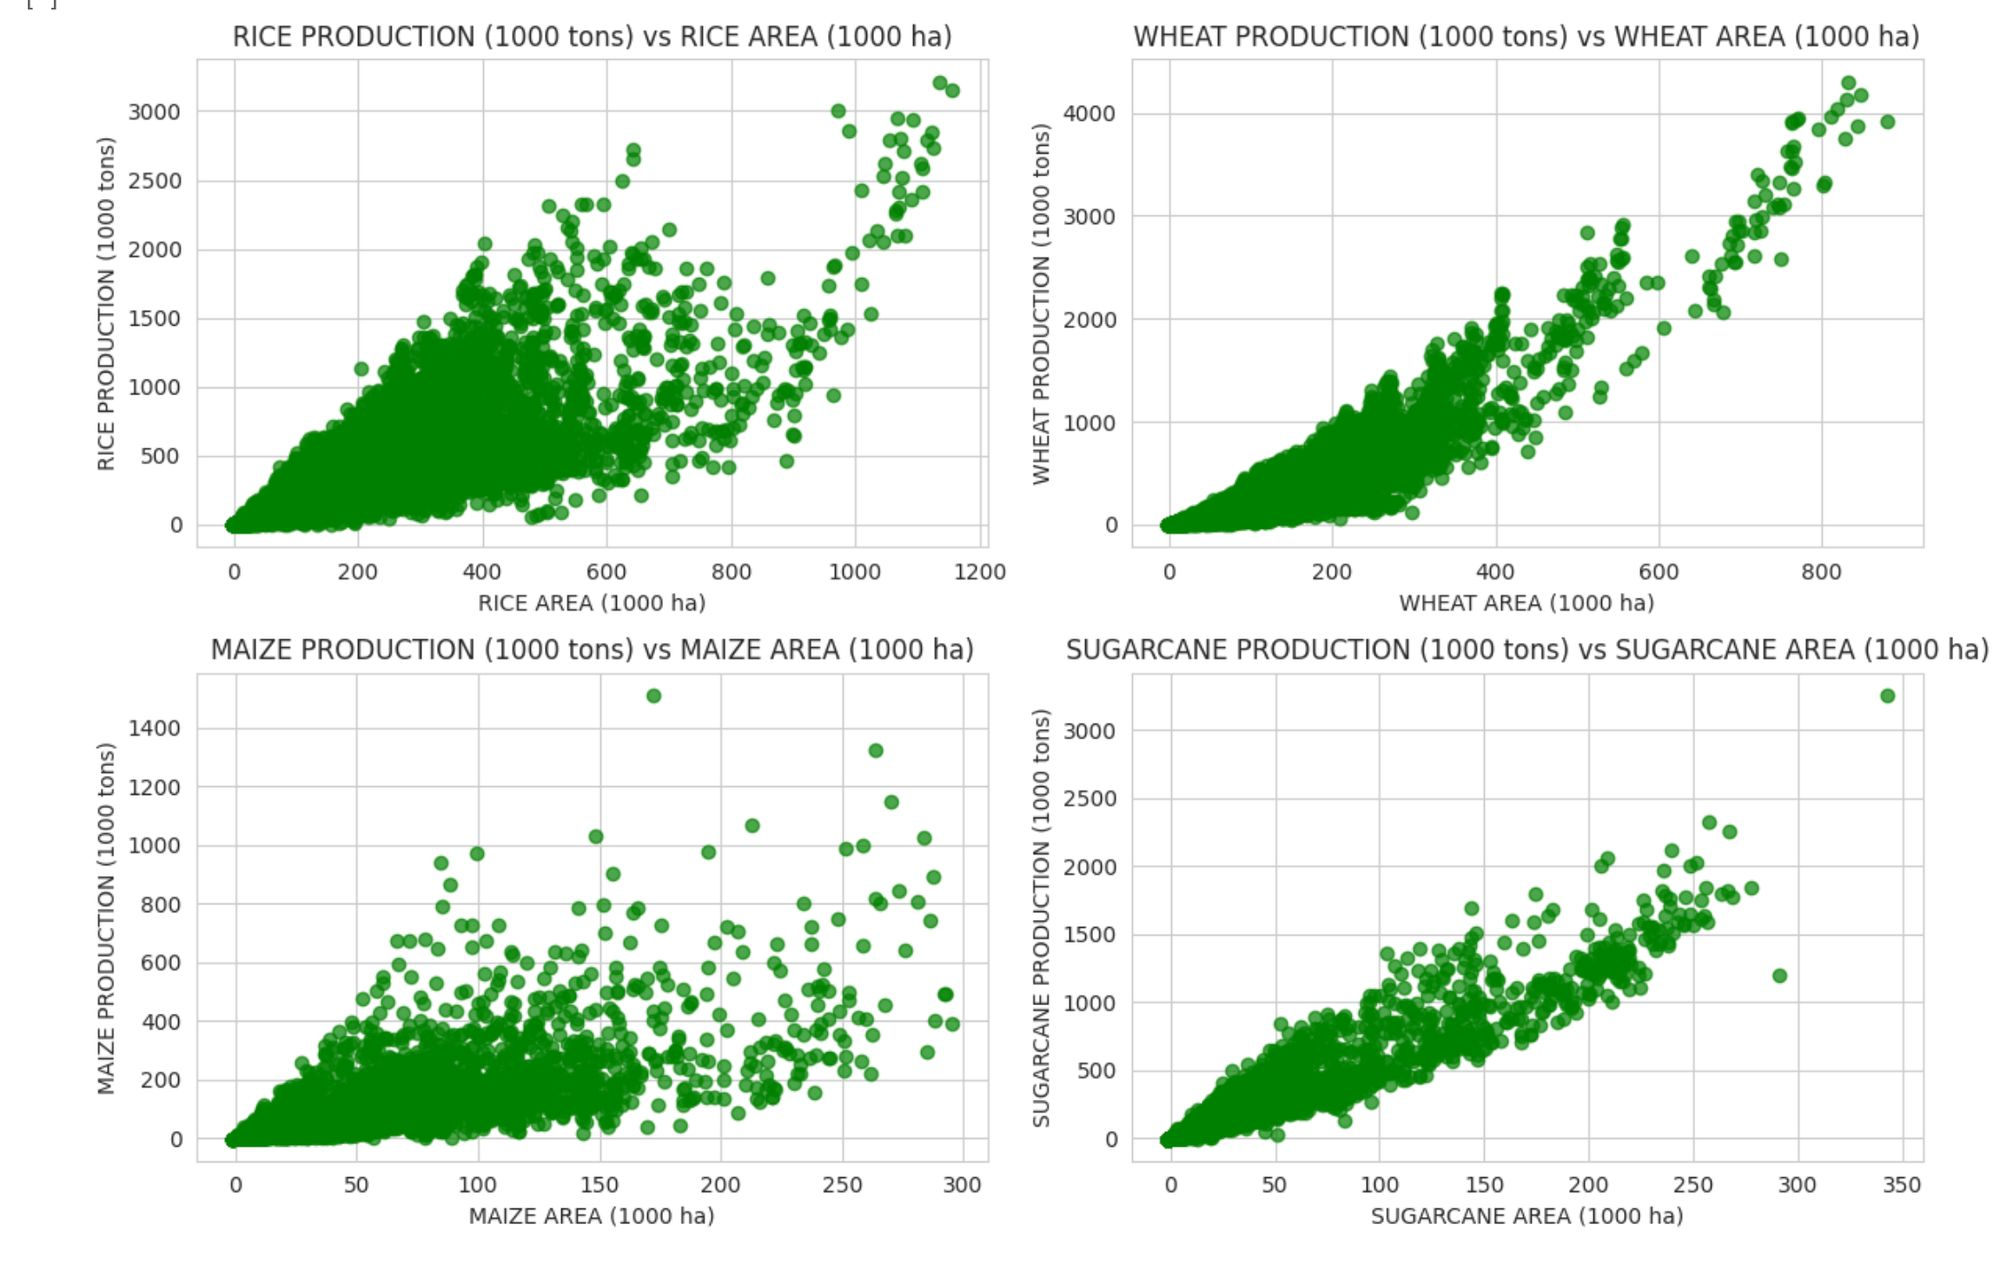 [ ]
RICE PRODUCTION (1000 tons) vs RICE AREA (1000 ha)
RICE PRODUCTION (1000 tons)
3000
2500
2000
1500
1000
500
0
0 200 400 600 800 1000 1200
RICE AREA (1000 ha)
WHEAT PRODUCTION (1000 tons) vs WHEAT AREA (1000 ha)
WHEAT PRODUCTION (1000 tons)
4000
3000
2000
1000
0
0 200 400 600 800
WHEAT AREA (1000 ha)
MAIZE PRODUCTION (1000 tons) vs MAIZE AREA (1000 ha)
MAIZE PRODUCTION (1000 tons)
1400
1200
1000
800
600
400
200
0
0 50 100 150 200 250 300
MAIZE AREA (1000 ha)
SUGARCANE PRODUCTION (1000 tons) vs SUGARCANE AREA (1000 ha)
SUGARCANE PRODUCTION (1000 tons)
3000
2500
2000
1500
1000
500
0
0 50 100 150 200 250 300 350
SUGARCANE AREA (1000 ha)